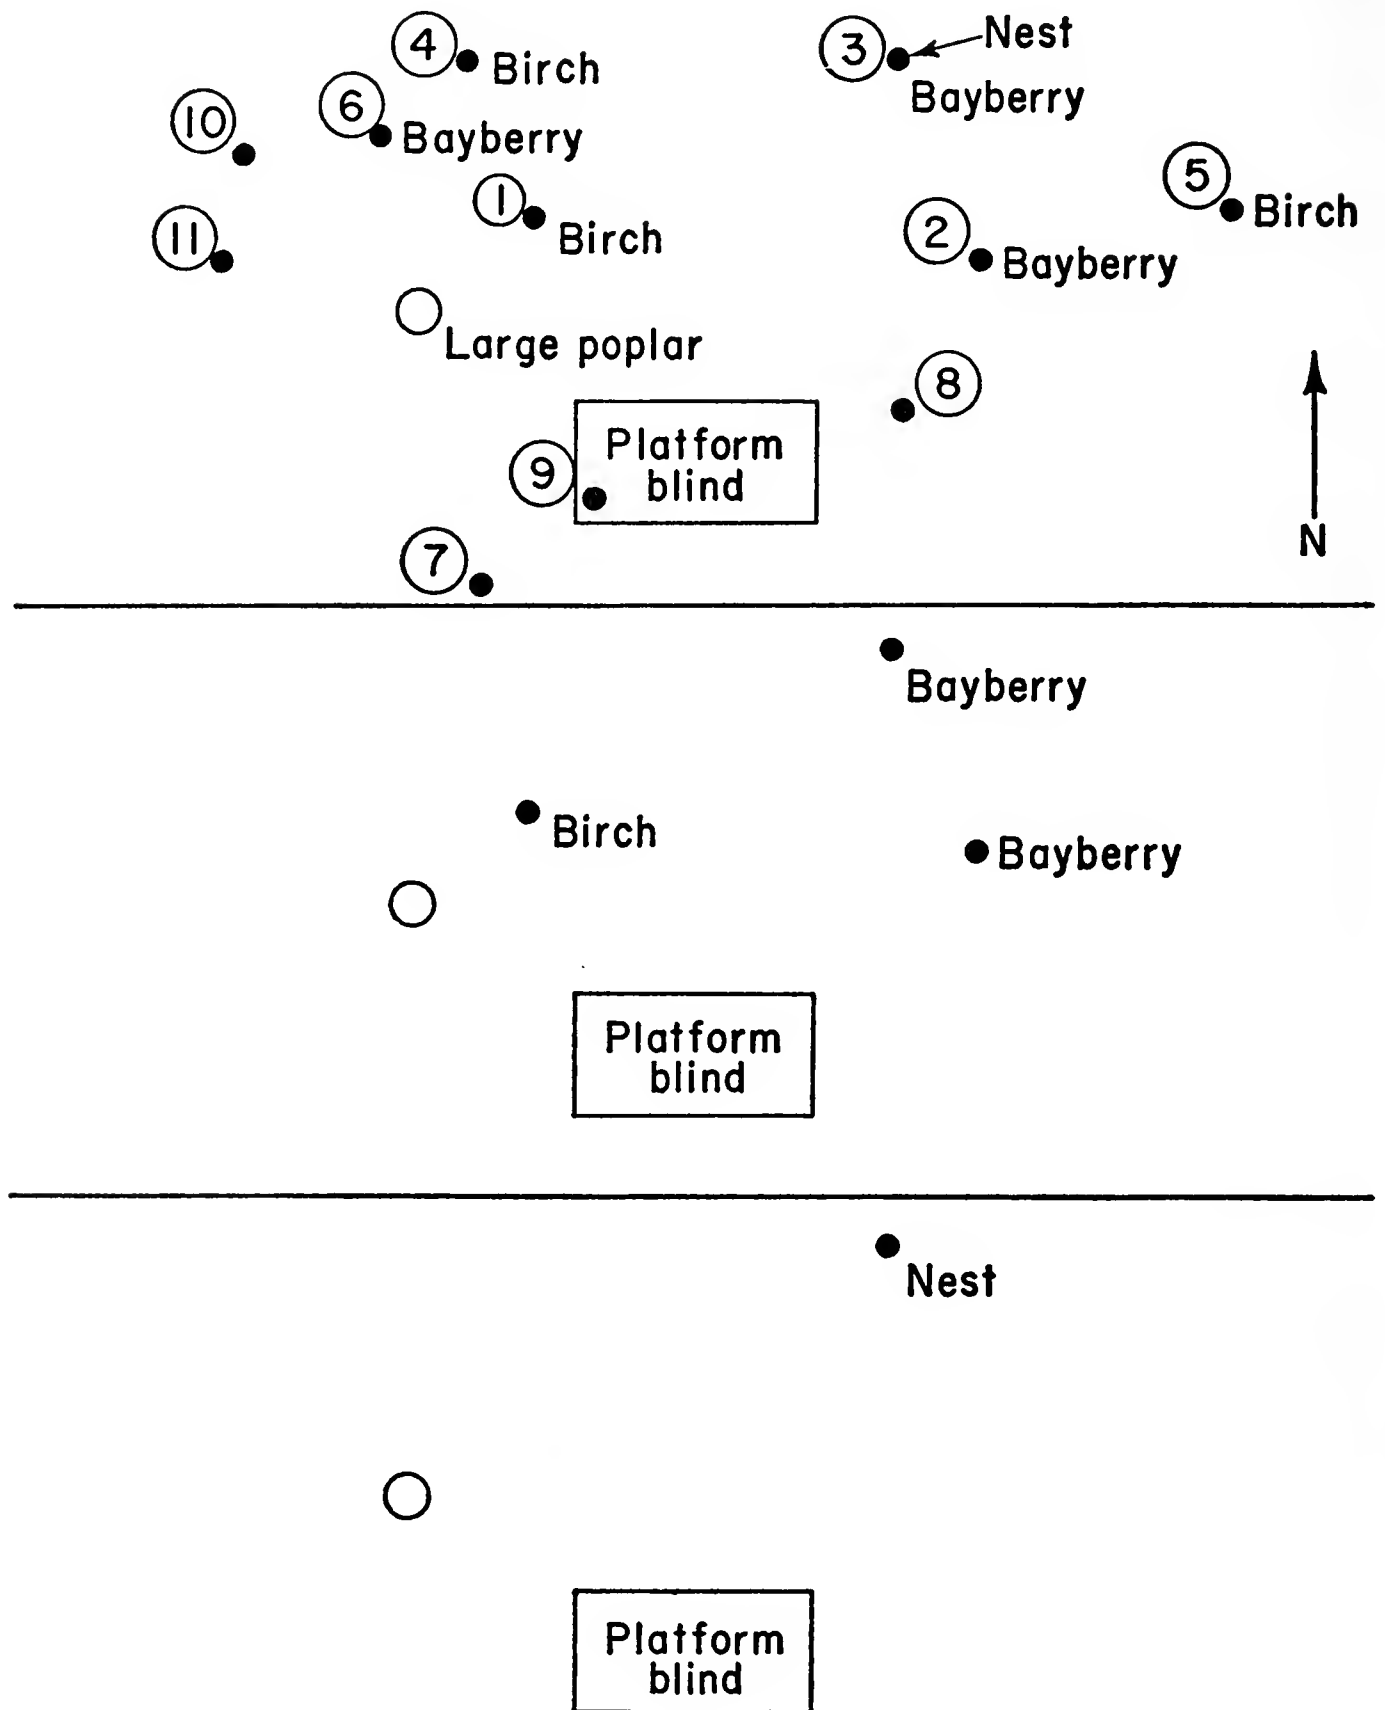 4
Birch
3
Nest
Bayberry
6
Bayberry
10
1
Birch
5
Birch
11
2
Bayberry
Large poplar
8
Platform
blind
9
N
7
Bayberry
Birch
Bayberry
Platform
blind
Nest
Platform
blind